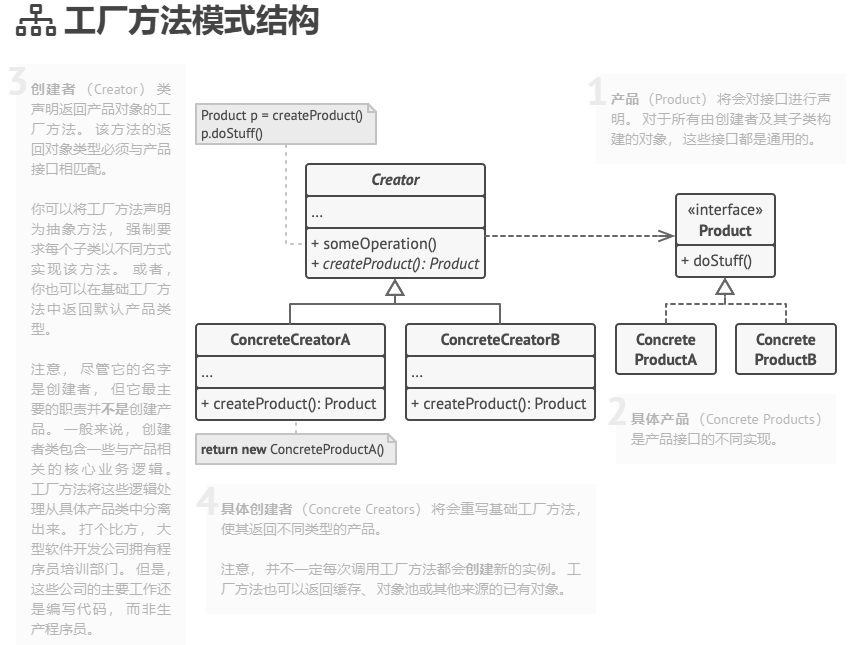 工厂方法模式结构
3
创建者 （Creator） 类
声明返回产品对象的工
厂方法。 该方法的返
回对象类型必须与产品
接口相匹配。
你可以将工厂方法声明
为抽象方法， 强制要
求每个子类以不同方式
实现该方法。 或者，
你也可以在基础工厂方
法中返回默认产品类
型。
注意， 尽管它的名字
是创建者， 但它最主
要的职责并不是创建产
品。 一般来说， 创建
者类包含一些与产品相
关的核心业务逻辑。
工厂方法将这些逻辑处
理从具体产品类中分离
出来。 打个比方， 大
型软件开发公司拥有程
序员培训部门。 但是，
这些公司的主要工作还
是编写代码， 而非生
产程序员。
Product p = createProduct()
p.doStuff()
Creator
...
+ someOperation()
+ createProduct(): Product
ConcreteCreatorA
...
+ createProduct(): Product
ConcreteCreatorB
...
+ createProduct(): Product
return new ConcreteProductA()
1
产品 （Product） 将会对接口进行声
明。 对于所有由创建者及其子类构
建的对象， 这些接口都是通用的。
«interface»
Product
+ doStuff()
Concrete
ProductA
Concrete
ProductB
2
具体产品 （Concrete Products）
是产品接口的不同实现。
4
具体创建者 （Concrete Creators） 将会重写基础工厂方法，
使其返回不同类型的产品。
注意， 并不一定每次调用工厂方法都会创建新的实例。 工
厂方法也可以返回缓存、 对象池或其他来源的已有对象。